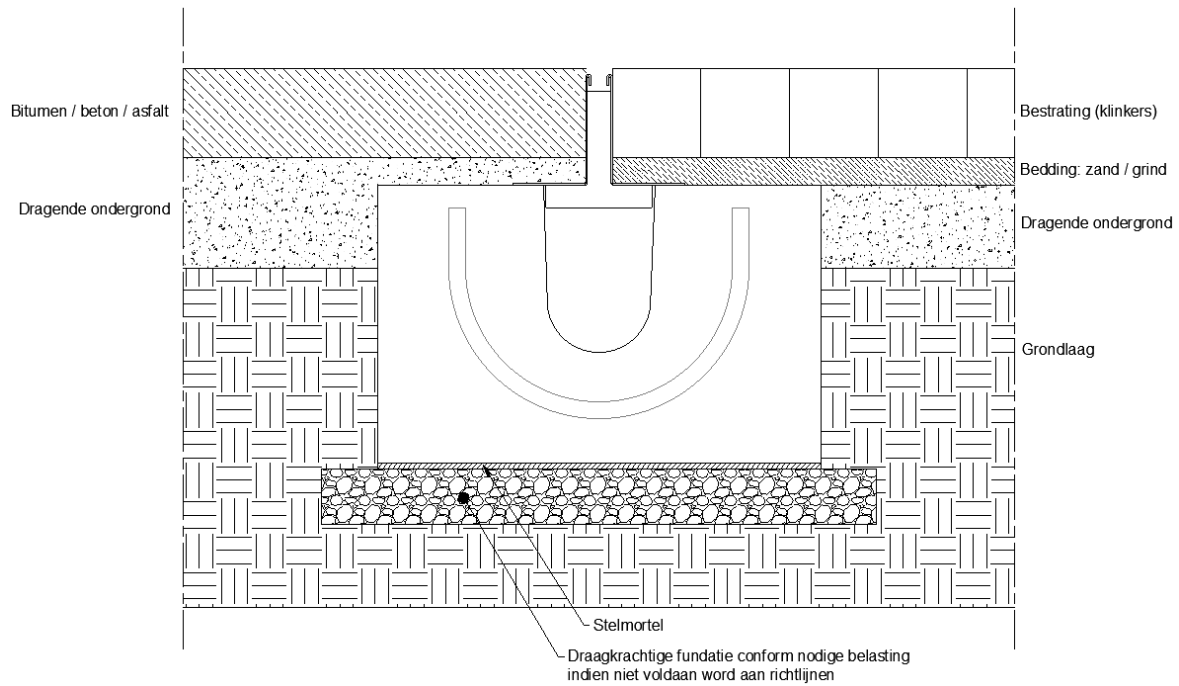 Bitumen / beton / asfalt
Bestrating (klinkers)
Bedding: zand / grind
Dragende ondergrond
Dragende ondergrond
Grondlaag
Stelmortel
Draagkrachtige fundatie conform nodige belasting
indien niet voldaan word aan richtlijnen